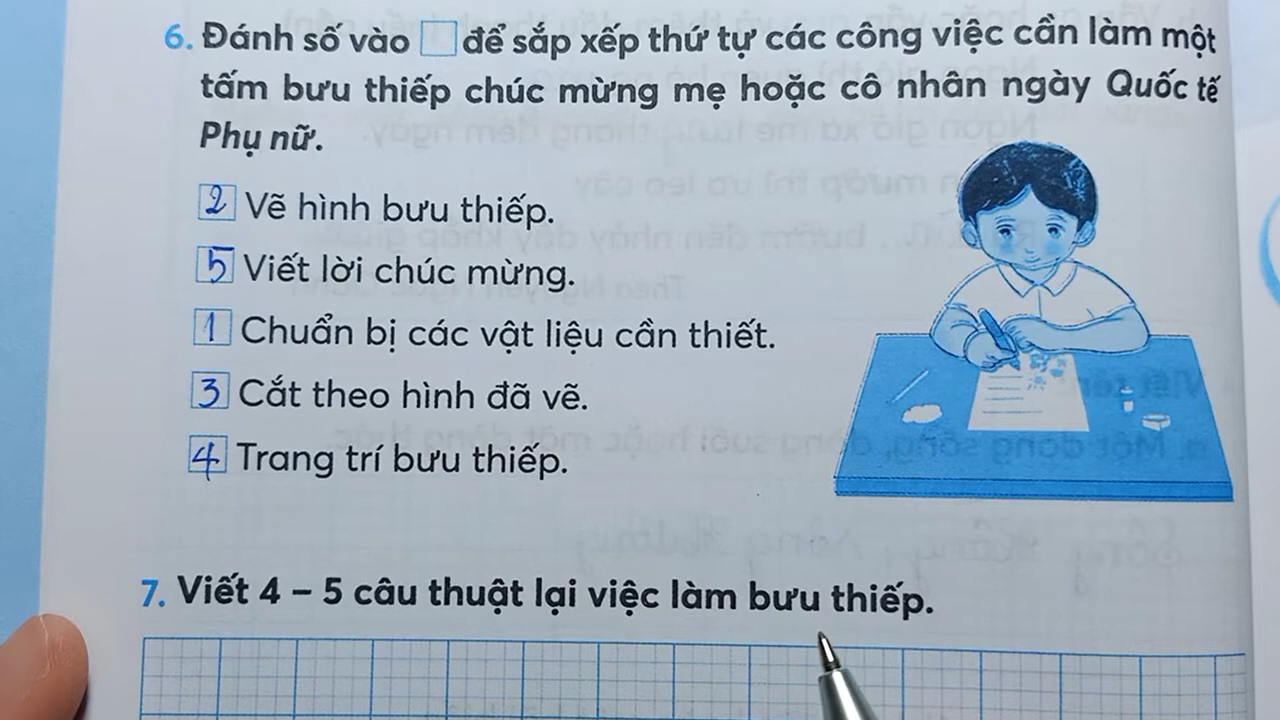 6. Đánh số vào để sắp xếp thứ tự các công việc cần làm một
tấm bưu thiếp chúc mừng mẹ hoặc cô nhân ngày Quốc tế
Phụ nữ.
2 Vẽ hình bưu thiếp.
5 Viết lời chúc mừng.
1 Chuẩn bị các vật liệu cần thiết.
3 Cắt theo hình đã vẽ.
4 Trang trí bưu thiếp.
7. Viết 4 – 5 câu thuật lại việc làm bưu thiếp.